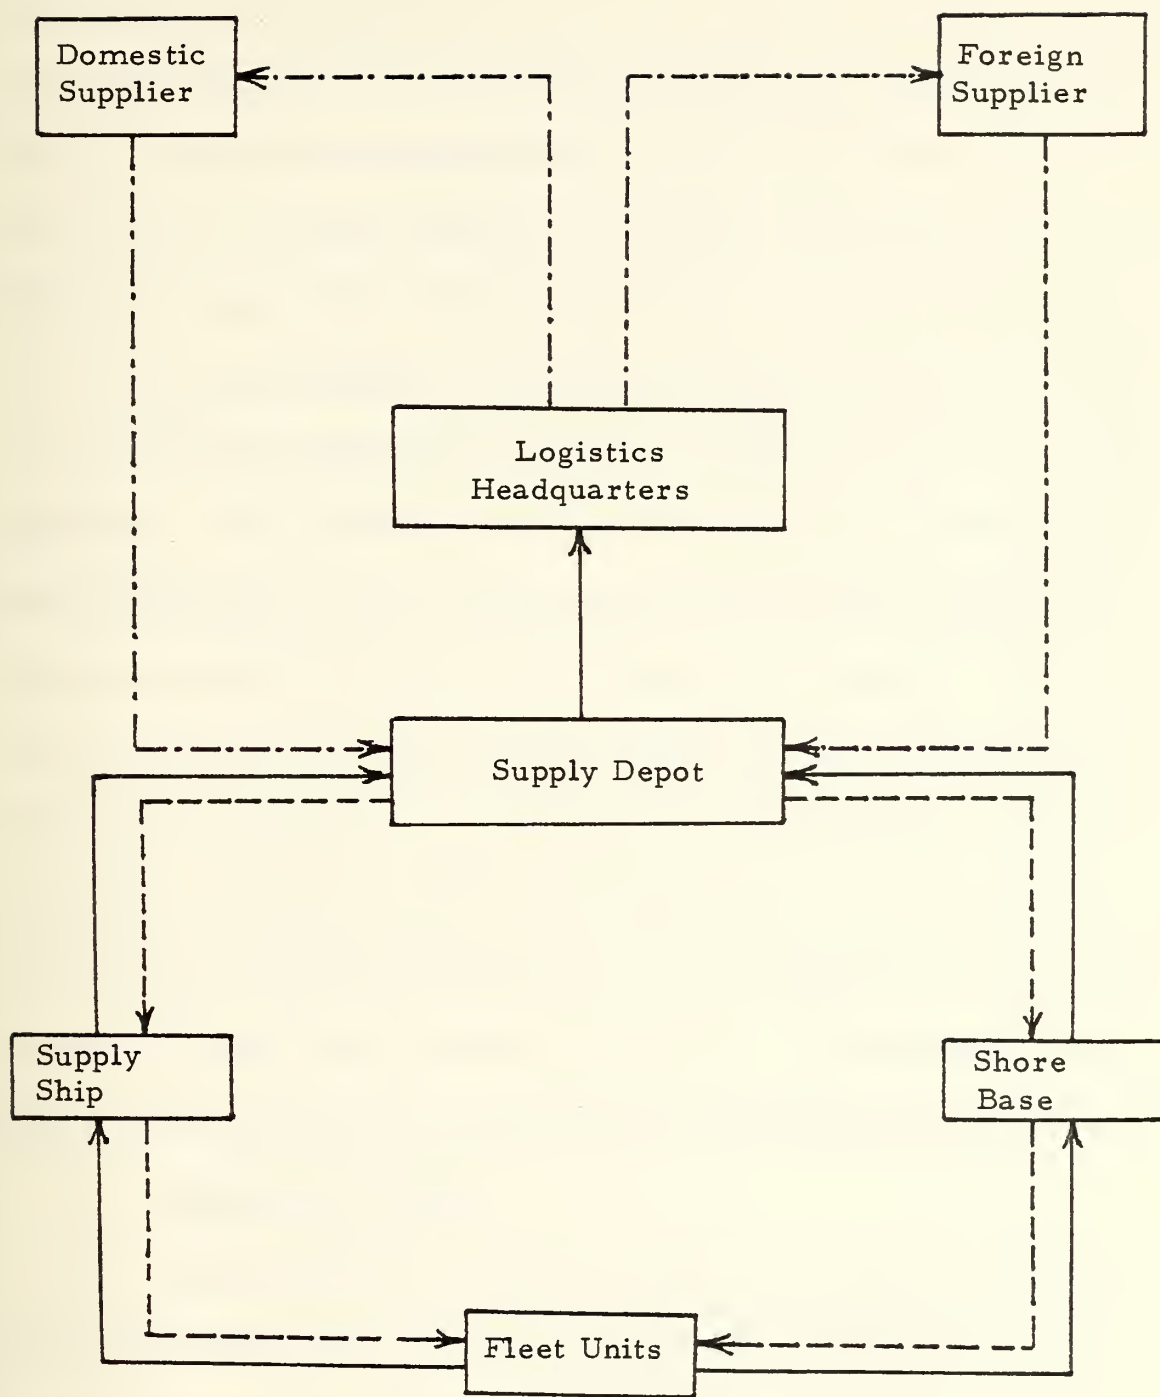 Domestic
Supplier
Foreign
Supplier
Logistics
Headquarters
Supply Depot
Supply
Ship
Shore
Base
Fleet Units